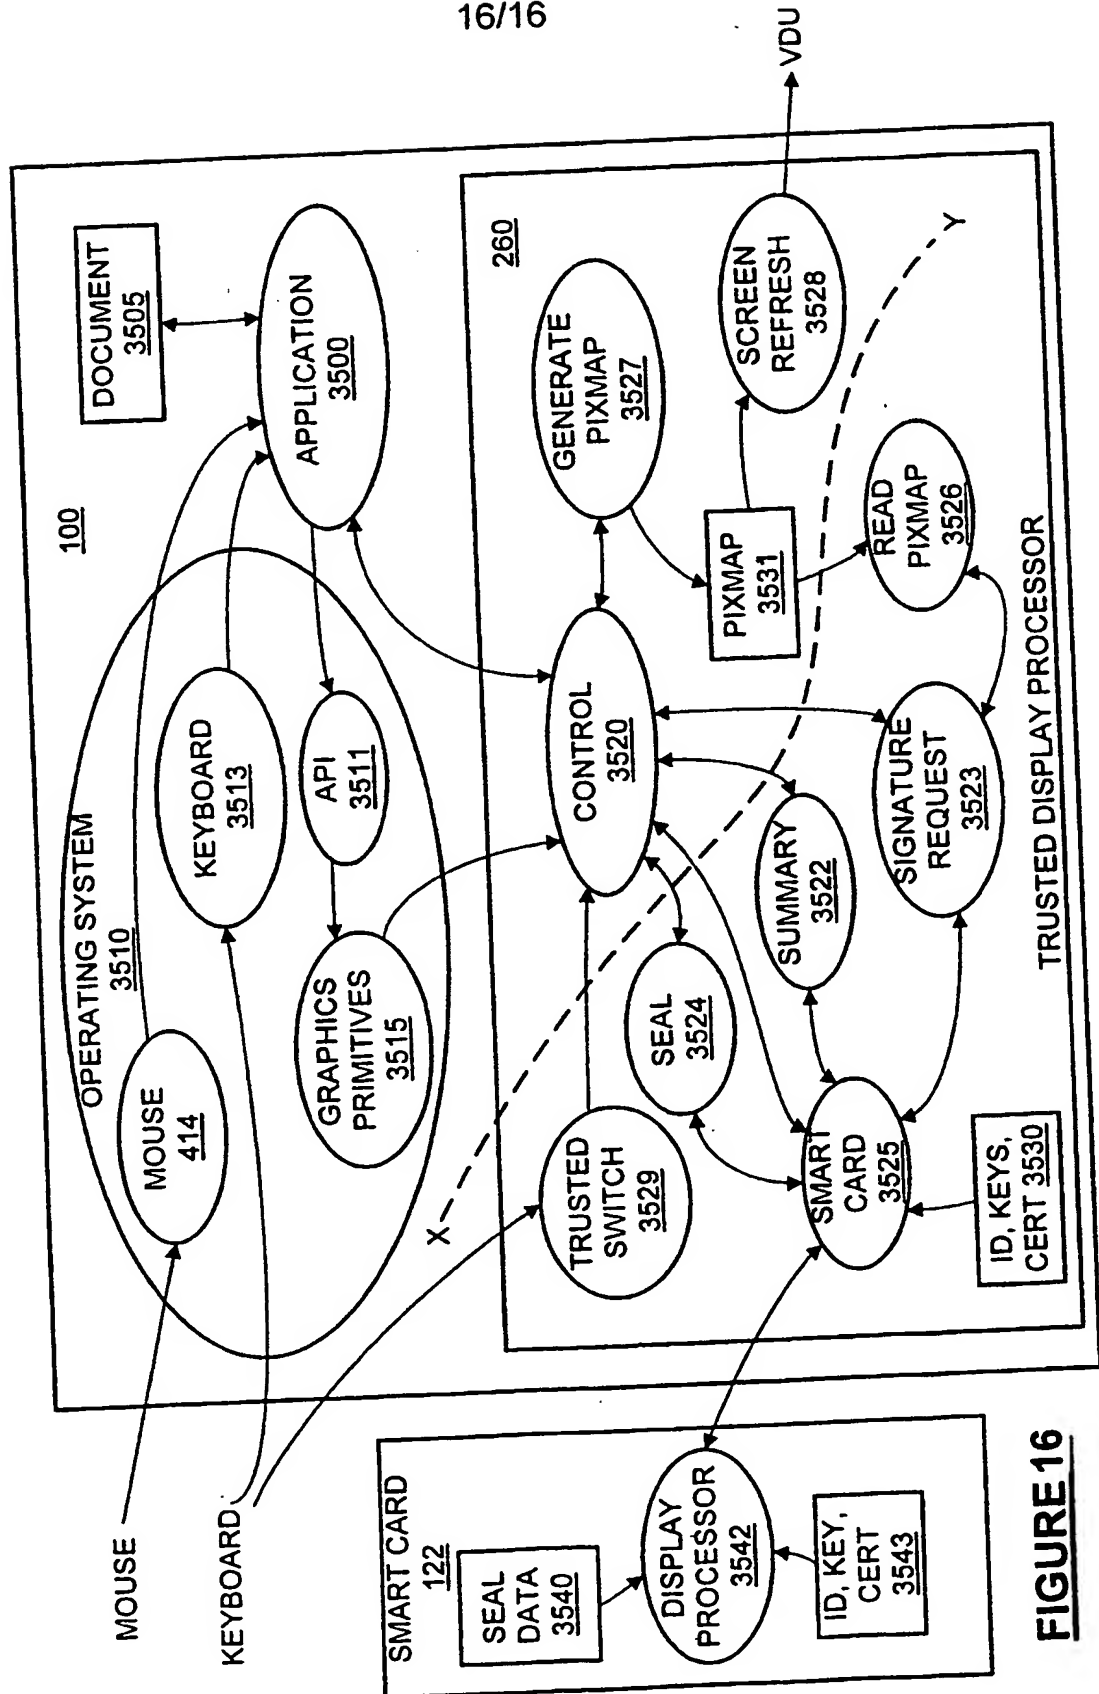 16/16
MOUSE
KEYBOARD
100
OPERATING SYSTEM
3510
MOUSE
414
KEYBOARD
3513
GRAPHICS
PRIMITIVES
3515
API
3511
DOCUMENT
3505
APPLICATION
3500
260
X
TRUSTED
SWITCH
3529
CONTROL
3520
GENERATE
PIXMAP
3527
SEAL
3524
PIXMAP
3531
SCREEN
REFRESH
3528
VDU
SUMMARY
3522
SMART
CARD
3525
SIGNATURE
REQUEST
3523
READ
PIXMAP
3526
Y
ID, KEYS,
CERT 3530
TRUSTED DISPLAY PROCESSOR
SMART CARD
122
SEAL
DATA
3540
DISPLAY
PROCESSOR
3542
ID, KEY,
CERT
3543
FIGURE 16